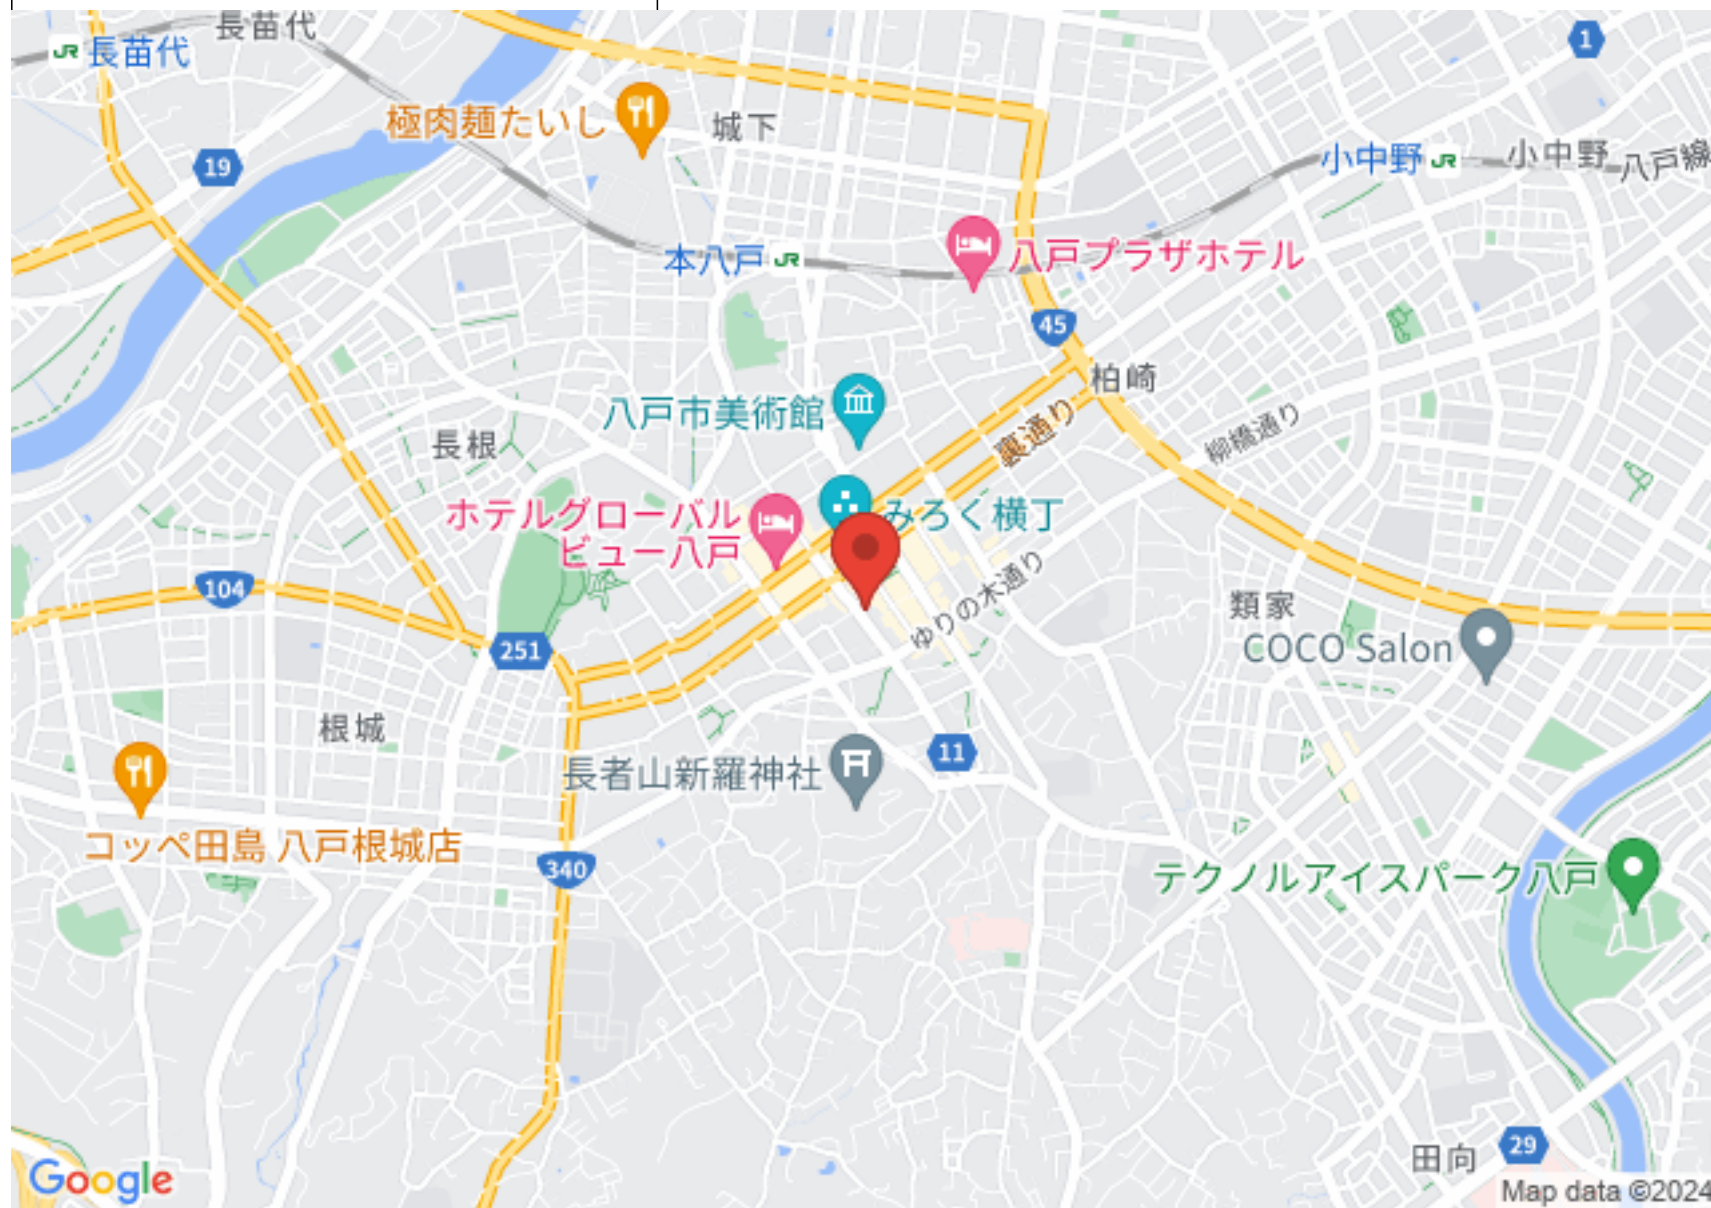 長苗代
JR 長苗代
1
極肉麺たいし
城下
19
小中野 JR
小中野
八戸線
本八戸 JR
八戸プラザホテル
45
柏崎
八戸市美術館
裏通り
柳橋通り
長根
ホテルグローバル
ビュー八戸
みろく横丁
104
ゆりの木通り
類家
251
COCO Salon
根城
11
長者山新羅神社
コッペ田島 八戸根城店
340
テクノルアイスパーク八戸
田向
29
Google
Map data ©2024